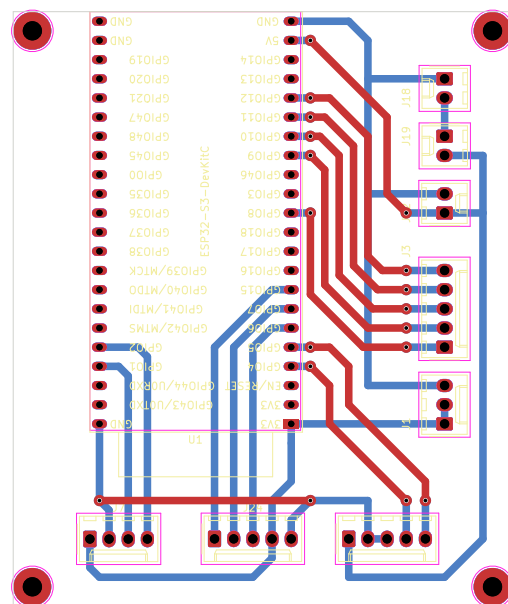 GND GND
GND 5V
GPIO19 GPIO14
GPIO20 GPIO13
GPIO21 GPIO12
GPIO47 GPIO11
GPIO48 GPIO10
GPIO45 GPIO9
GPIO0 GPIO46
GPIO35 GPIO3
GPIO36 GPIO8
GPIO37 GPIO18
GPIO38 GPIO17
GPIO39/MTCK GPIO16
GPIO40/MTDO GPIO15
GPIO41/MTDI GPIO7
GPIO42/MTMS GPIO6
GPIO2 GPIO5
GPIO1 GPIO4
GPIO44/U0RXD EN/RESET
GPIO43/U0TXD 3V3
GND 3V3
ESP32-S3-DevKitC
U1
J18
J19
J3